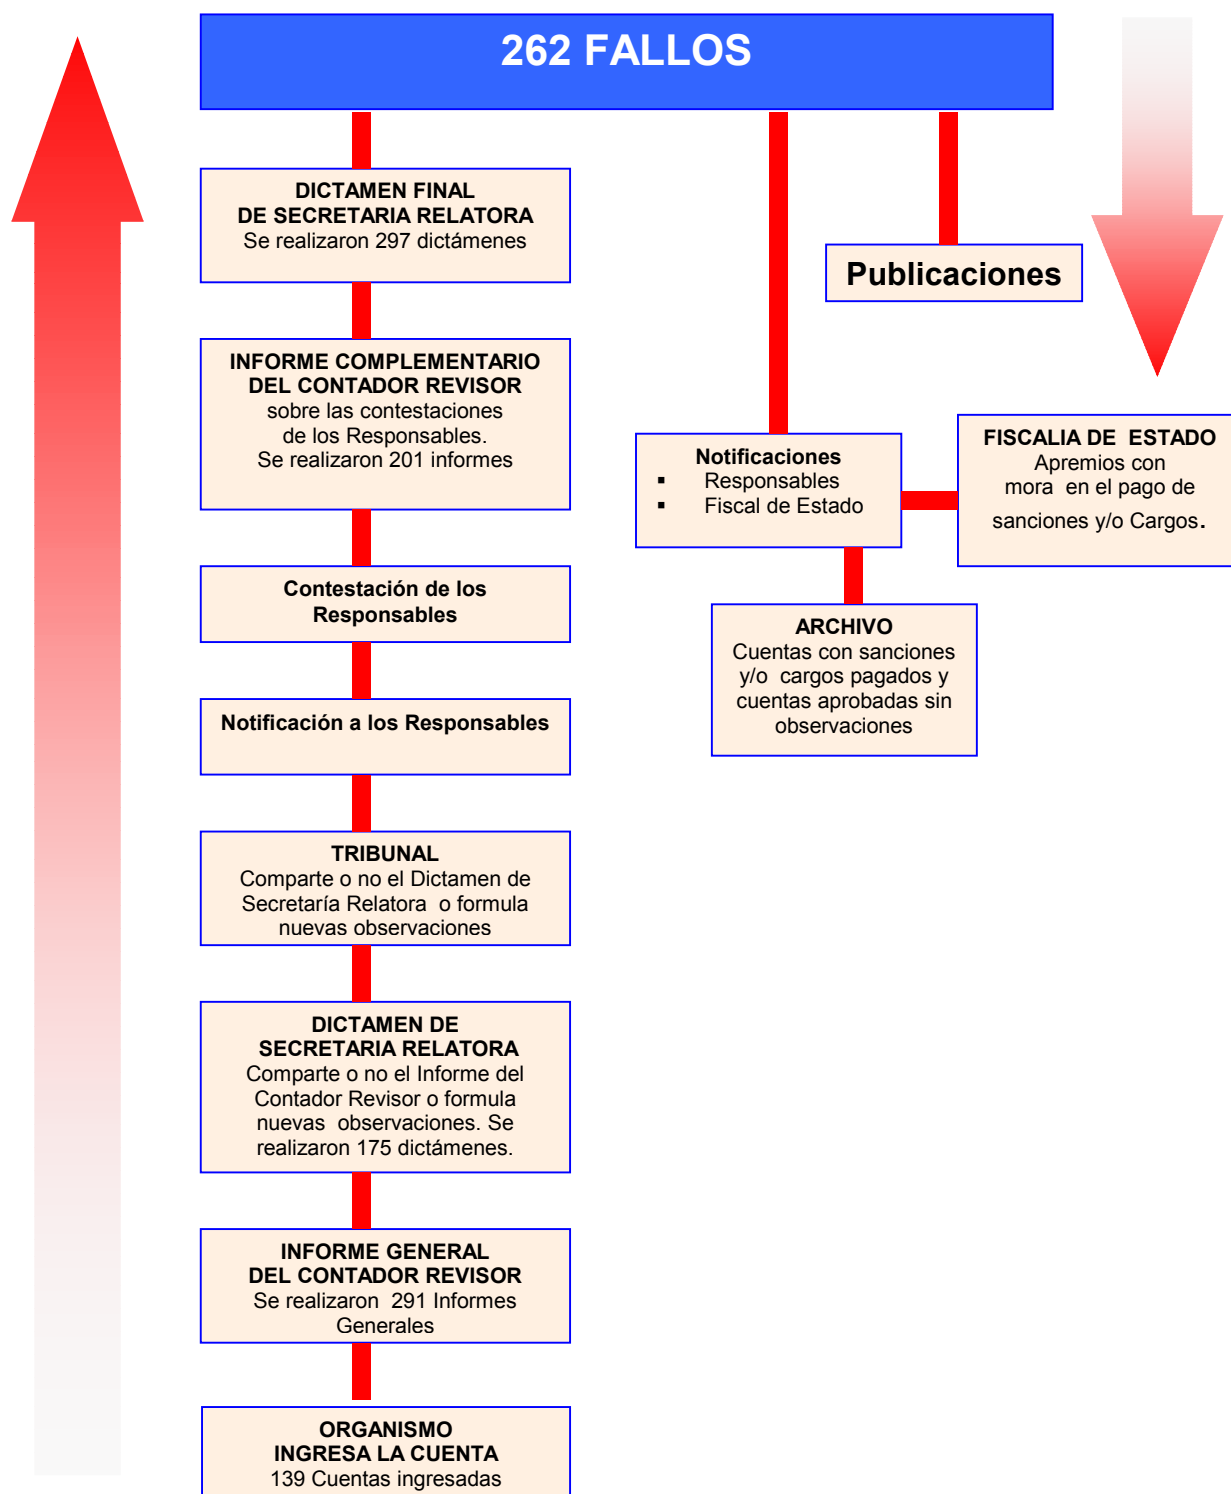 262 FALLOS
DICTAMEN FINAL
DE SECRETARIA RELATORA
Se realizaron 297 dictámenes
INFORME COMPLEMENTARIO
DEL CONTADOR REVISOR
sobre las contestaciones
de los Responsables.
Se realizaron 201 informes
Contestación de los
Responsables
Notificación a los Responsables
TRIBUNAL
Comparte o no el Dictamen de
Secretaría Relatora o formula
nuevas observaciones
DICTAMEN DE
SECRETARIA RELATORA
Comparte o no el Informe del
Contador Revisor o formula
nuevas observaciones. Se
realizaron 175 dictámenes.
INFORME GENERAL
DEL CONTADOR REVISOR
Se realizaron 291 Informes
Generales
ORGANISMO
INGRESA LA CUENTA
139 Cuentas ingresadas
Publicaciones
Notificaciones
▪ Responsables
▪ Fiscal de Estado
FISCALIA DE ESTADO
Apremios con
mora en el pago de
sanciones y/o Cargos.
ARCHIVO
Cuentas con sanciones
y/o cargos pagados y
cuentas aprobadas sin
observaciones